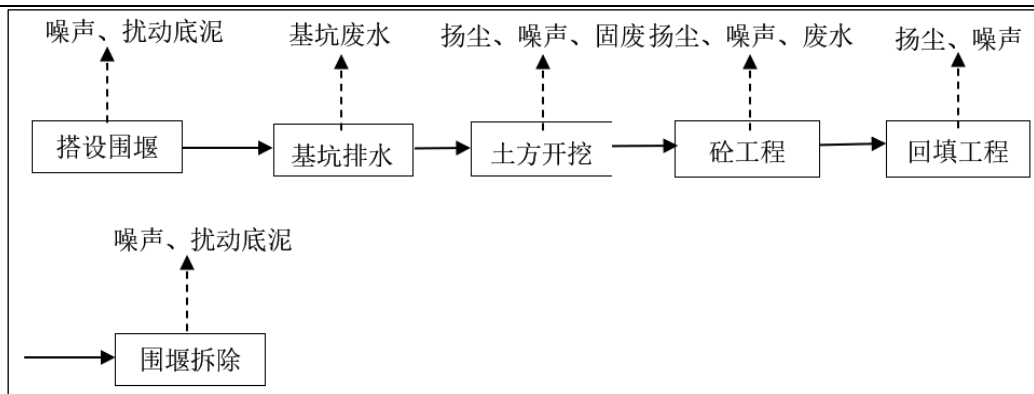 噪声、扰动底泥 基坑废水 扬尘、噪声、固废 扬尘、噪声、废水 扬尘、噪声
搭设围堰 基坑排水 土方开挖 砼工程 回填工程
噪声、扰动底泥
围堰拆除